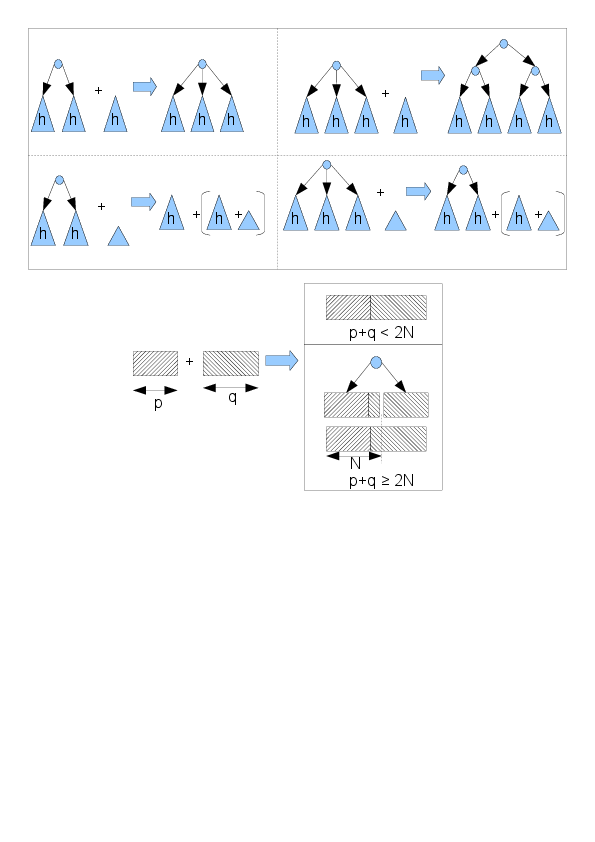 h h + h h h h
h h h + h h h h h
h h + h + ( h + )
h h h + h h + ( h + )
p+q < 2N
+
p
q
N
p+q ≥ 2N